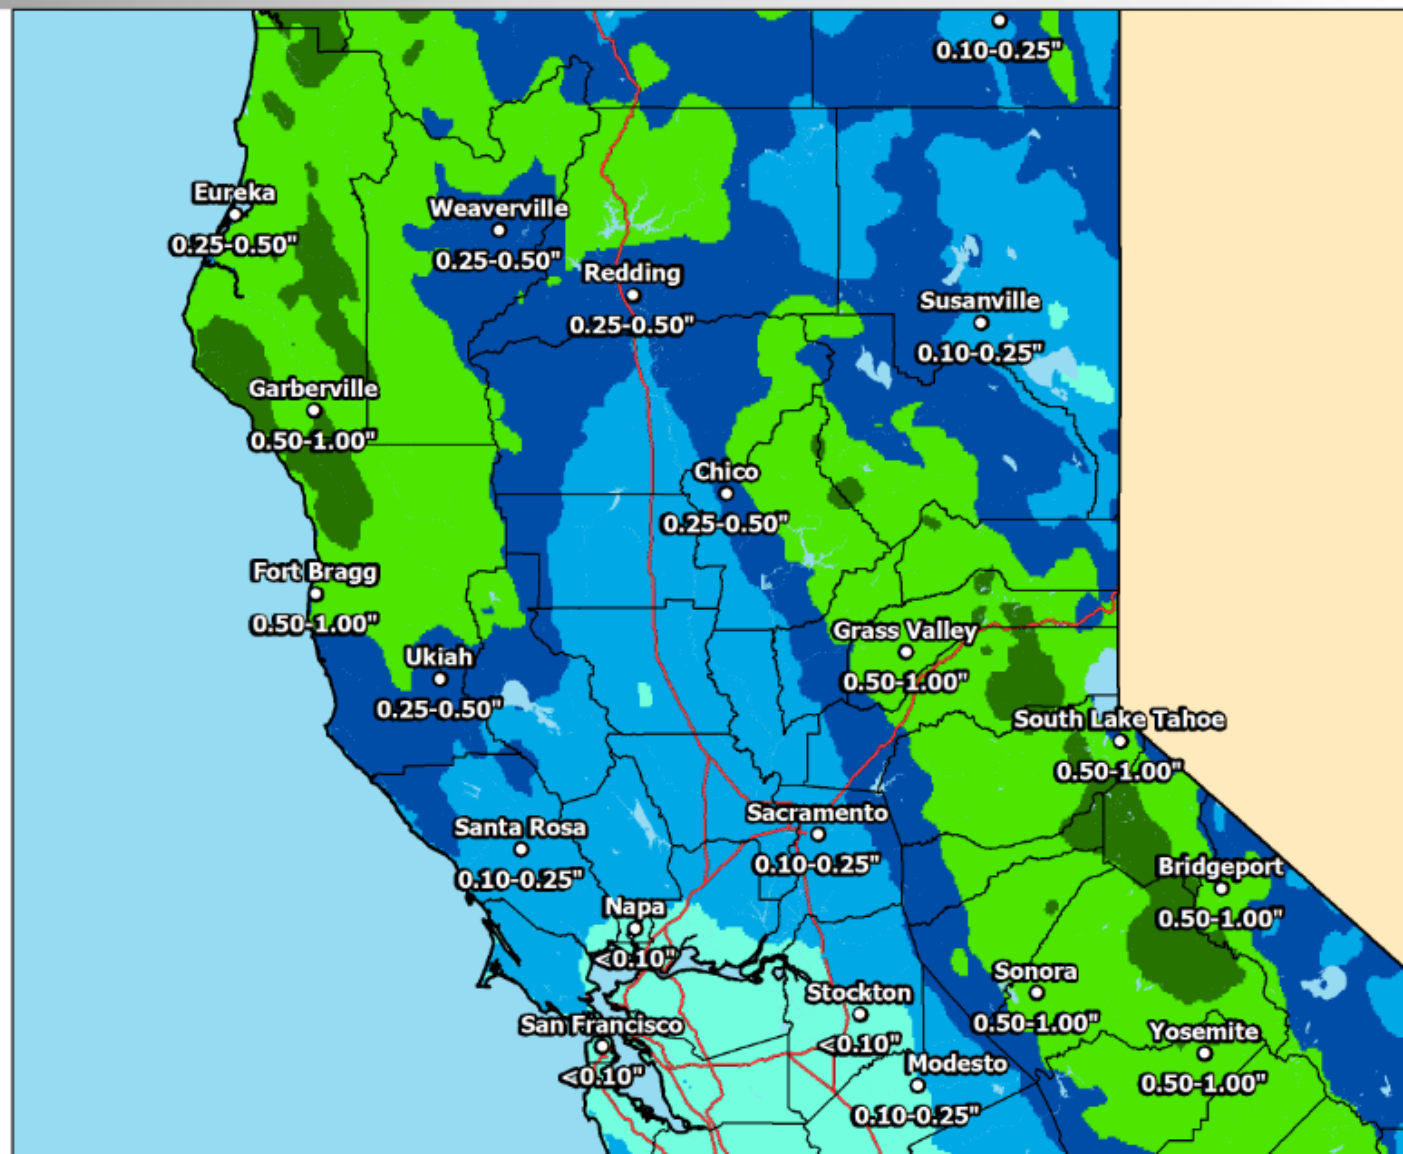 0.10-0.25"
Eureka
0.25-0.50"
Weaverville
0.25-0.50"
Redding
0.25-0.50"
Susanville
0.10-0.25"
Garberville
0.50-1.00"
Chico
0.25-0.50"
Fort Bragg
0.50-1.00"
Grass Valley
0.50-1.00"
Ukiah
0.25-0.50"
South Lake Tahoe
0.50-1.00"
Santa Rosa
0.10-0.25"
Sacramento
0.10-0.25"
Bridgeport
0.50-1.00"
Napa
<0.10"
Sonora
0.50-1.00"
Stockton
<0.10"
San Francisco
<0.10"
Yosemite
0.50-1.00"
Modesto
0.10-0.25"